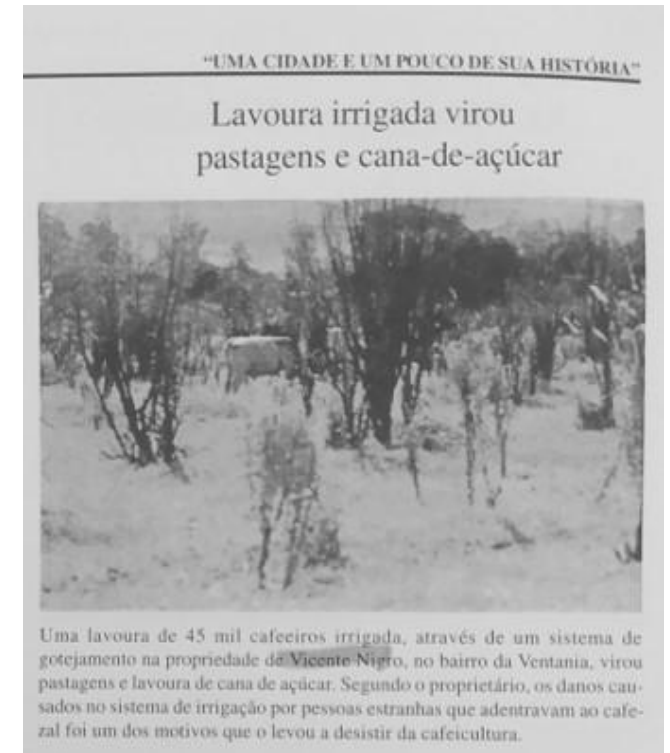 "UMA CIDADE E UM POUCO DE SUA HISTÓRIA"
Lavoura irrigada virou
pastagens e cana-de-açúcar
Uma lavoura de 45 mil cafeeiros irrigada, através de um sistema de
gotejamento na propriedade de Vicente Nigro, no bairro da Ventania, virou
pastagens e lavoura de cana de açúcar. Segundo o proprietário, os danos cau-
sados no sistema de irrigação por pessoas estranhas que adentravam ao cafe-
zal foi um dos motivos que o levou a desistir da cafeicultura.